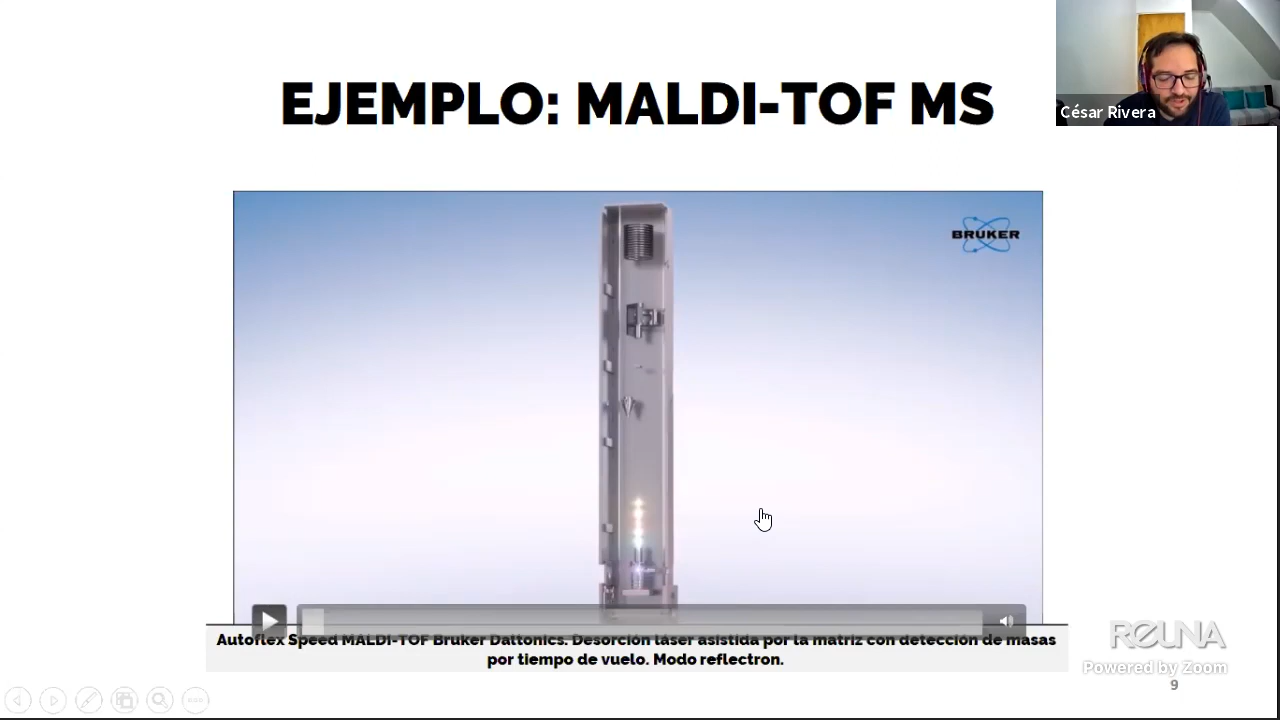 EJEMPLO: MALDI-TOF MS
César Rivera
BRUKER
Autoflex Speed MALDI-TOF Bruker Daltonics. Desorción láser asistida por la matriz con detección de masas
por tiempo de vuelo. Modo reflectron.
REUNA
Powered by Zoom
9